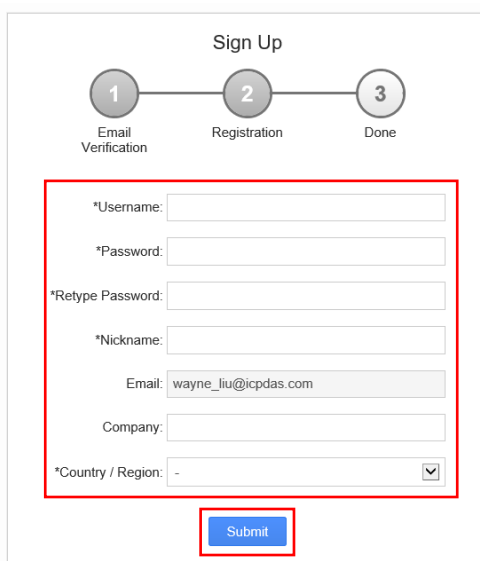 Sign Up
1
2
3
Email
Verification
Registration
Done
*Username:
*Password:
*Retype Password:
*Nickname:
Email: wayne_liu@icpdas.com
Company:
*Country / Region: -
Submit